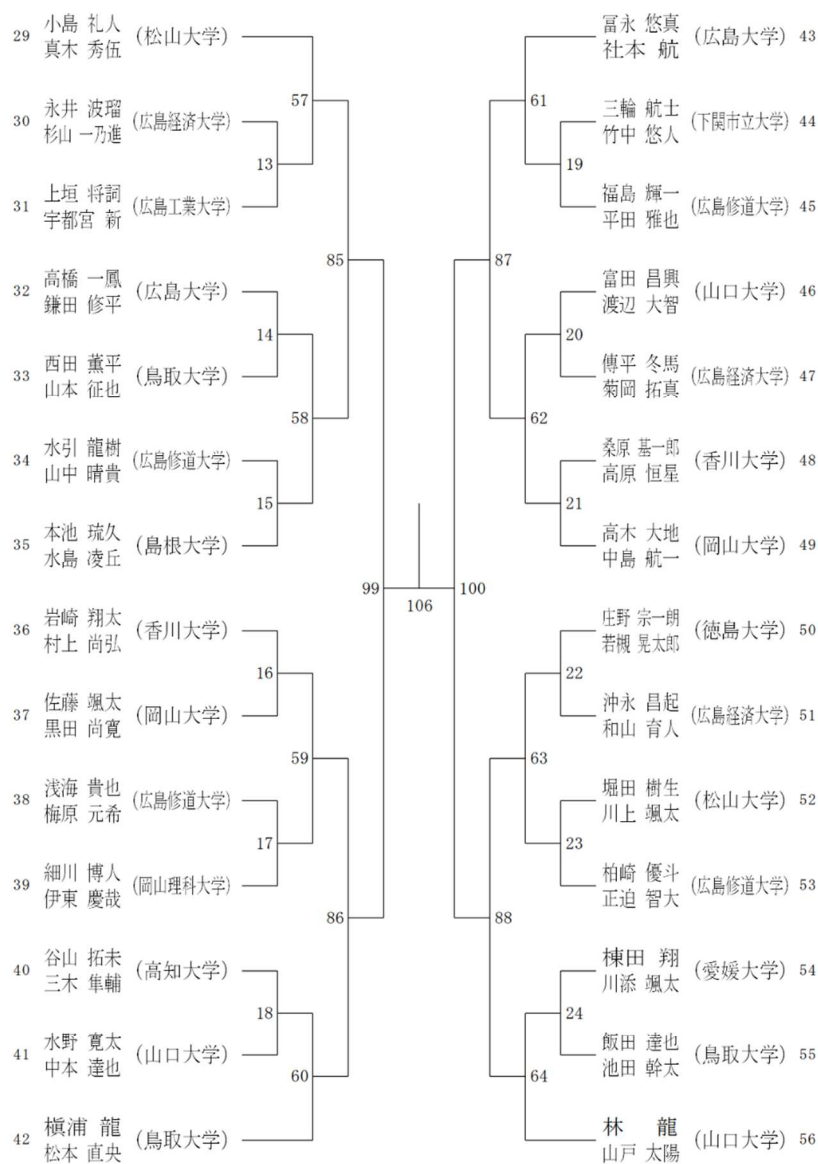 29 小島 礼人 (松山大学)
真木 秀伍
30 永井 波瑠 (広島経済大学)
杉山 一乃進
31 上垣 将詞 (広島工業大学)
宇都宮 新
32 高橋 一鳳 (広島大学)
鎌田 修平
33 西田 薫平 (鳥取大学)
山本 征也
34 水引 龍樹 (広島修道大学)
山中 晴貴
35 本池 琉久 (島根大学)
水島 凌丘
36 岩崎 翔太 (香川大学)
村上 尚弘
37 佐藤 颯太 (岡山大学)
黒田 尚寛
38 浅海 貴也 (広島修道大学)
梅原 元希
39 細川 博人 (岡山理科大学)
伊東 慶哉
40 谷山 拓未 (高知大学)
三木 隼輔
41 水野 寛太 (山口大学)
中本 達也
42 槇浦 龍 (鳥取大学)
松本 直央
57
13
85
14
58
15
99
16
59
17
86
18
60
106
冨永 悠真 (広島大学) 43
社本 航
三輪 航士 (下関市立大学) 44
竹中 悠人
福島 輝一 (広島修道大学) 45
平田 雅也
富田 昌興 (山口大学) 46
渡辺 大智
傳平 冬馬 (広島経済大学) 47
菊岡 拓真
桑原 基一郎 (香川大学) 48
高原 恒星
高木 大地 (岡山大学) 49
中島 航一
庄野 宗一朗 (徳島大学) 50
若槻 晃太郎
沖永 昌起 (広島経済大学) 51
和山 育人
堀田 樹生 (松山大学) 52
川上 颯太
柏崎 優斗 (広島修道大学) 53
正迫 智大
棟田 翔 (愛媛大学) 54
川添 颯太
飯田 達也 (鳥取大学) 55
池田 幹太
林 龍 (山口大学) 56
山戸 太陽
61
19
87
20
62
21
100
22
63
23
88
24
64